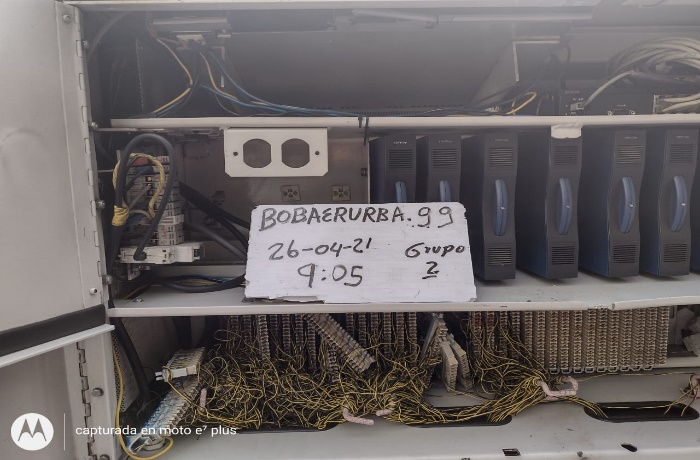 BOBAERURBA.99
26-04-21 Grupo
9:05 2
capturada en moto e⁷ plus